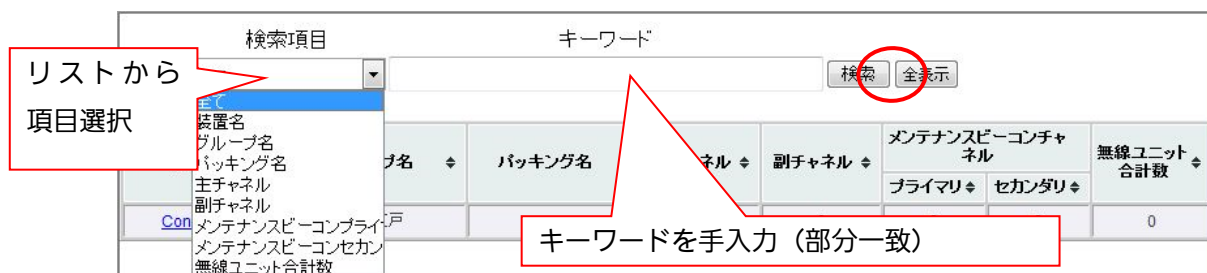 検索項目 キーワード
リストから
項目選択
検索 全表示
全て
装置名
グループ名
パッキング名
主チャネル
副チャネル
メンテナンスビーコンプライ
メンテナンスビーコンセカン
無線ユニット合計数
プ名 パッキング名 ネル 副チャネル メンテナンスビーコンチャ
ネル
無線ユニット
合計数
プライマリ セカンダリ
Con 戸 0
キーワードを手入力（部分一致）